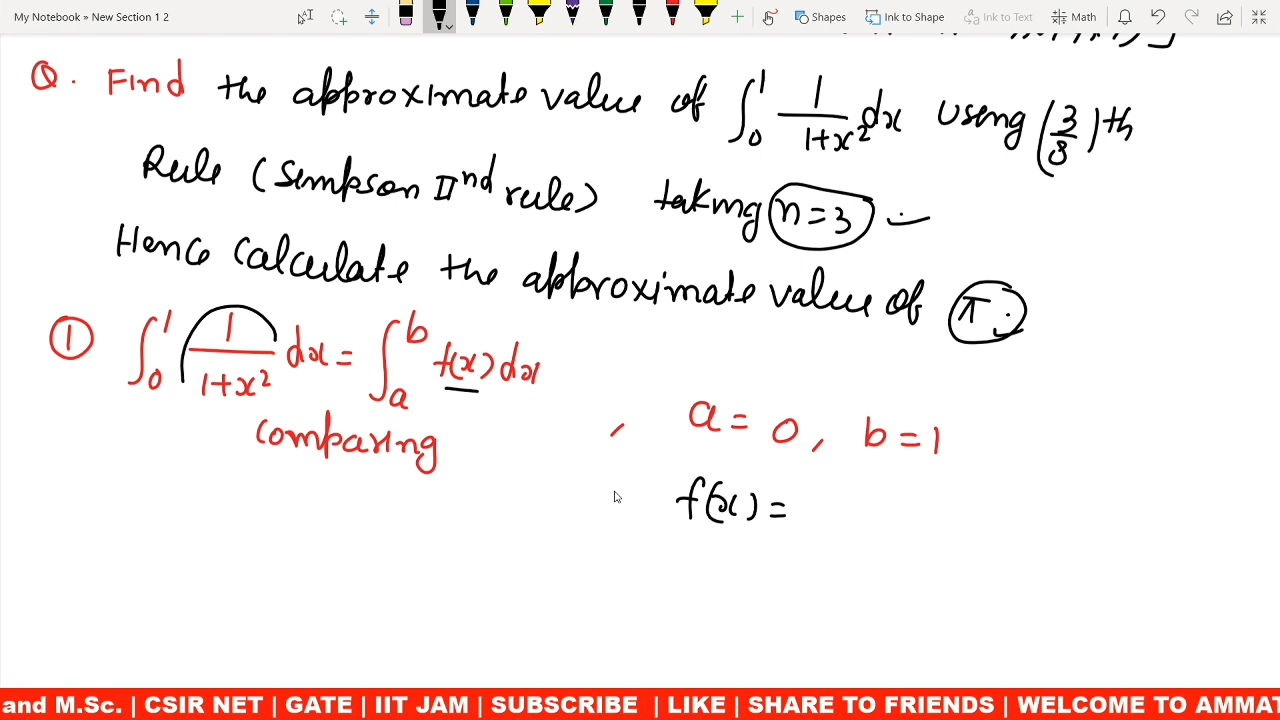 My Notebook » New Section 1 2
Shapes
Ink to Shape
Ink to Text
Math
Q. Find the approximate value of ∫₀¹ 1/(1+x²) dx using (3/8)th
Rule (Simpson IInd rule) taking n=3
Hence calculate the approximate value of π.
① ∫₀¹ 1/(1+x²) dx = ∫ₐᵇ f(x) dx
comparing , a = 0, b = 1
f(x) =
and M.Sc. | CSIR NET | GATE | IIT JAM | SUBSCRIBE | LIKE | SHARE TO FRIENDS | WELCOME TO AMMAT